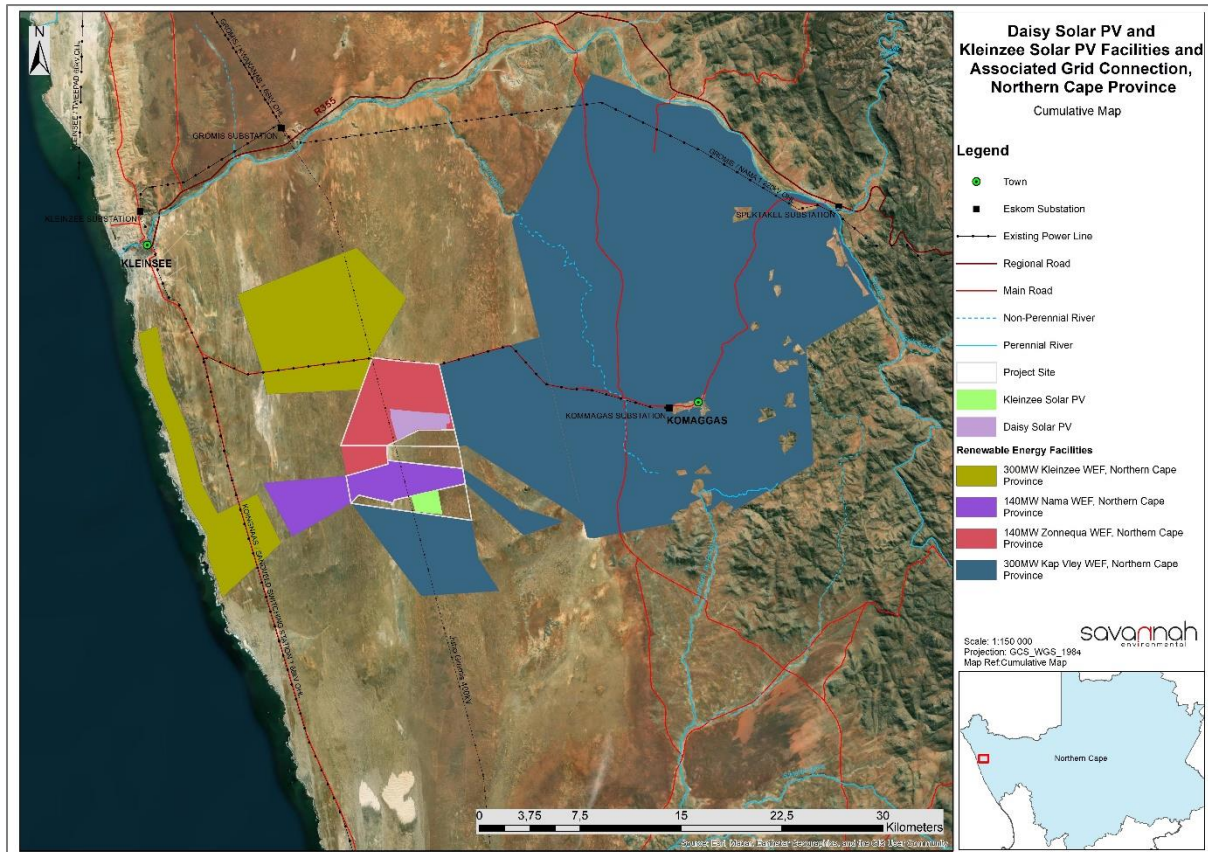 Daisy Solar PV and
Kleinzee Solar PV Facilities and
Associated Grid Connection,
Northern Cape Province
Cumulative Map
Legend
Town
Eskom Substation
Existing Power Line
Regional Road
Main Road
Non-Perennial River
Perennial River
Project Site
Kleinzee Solar PV
Daisy Solar PV
Renewable Energy Facilities
300MW Kleinzee WEF, Northern Cape
Province
140MW Nama WEF, Northern Cape
Province
140MW Zonnequa WEF, Northern Cape
Province
300MW Kap Vley WEF, Northern Cape
Province
savannah
environmental
Scale: 1:150 000
Projection: GCS_WGS_1984
Map Ref:Cumulative Map
Northern Cape
N
R355
GROMIS SUBSTATION
KLEINZEE SUBSTATION
KLEINSEE
SPEKTAKEL SUBSTATION
KOMMAGAS SUBSTATION
KOMAGGAS
Juno Gromis 400kv
0 3,75 7,5 15 22,5 30
Kilometers